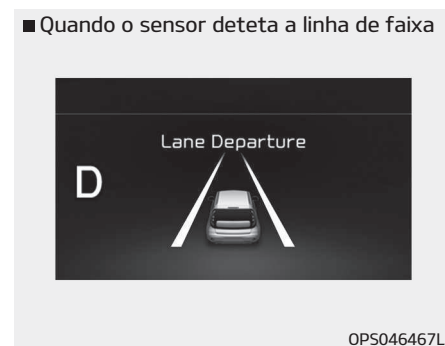 ■ Quando o sensor deteta a linha de faixa
Lane Departure
D
OPS046467L